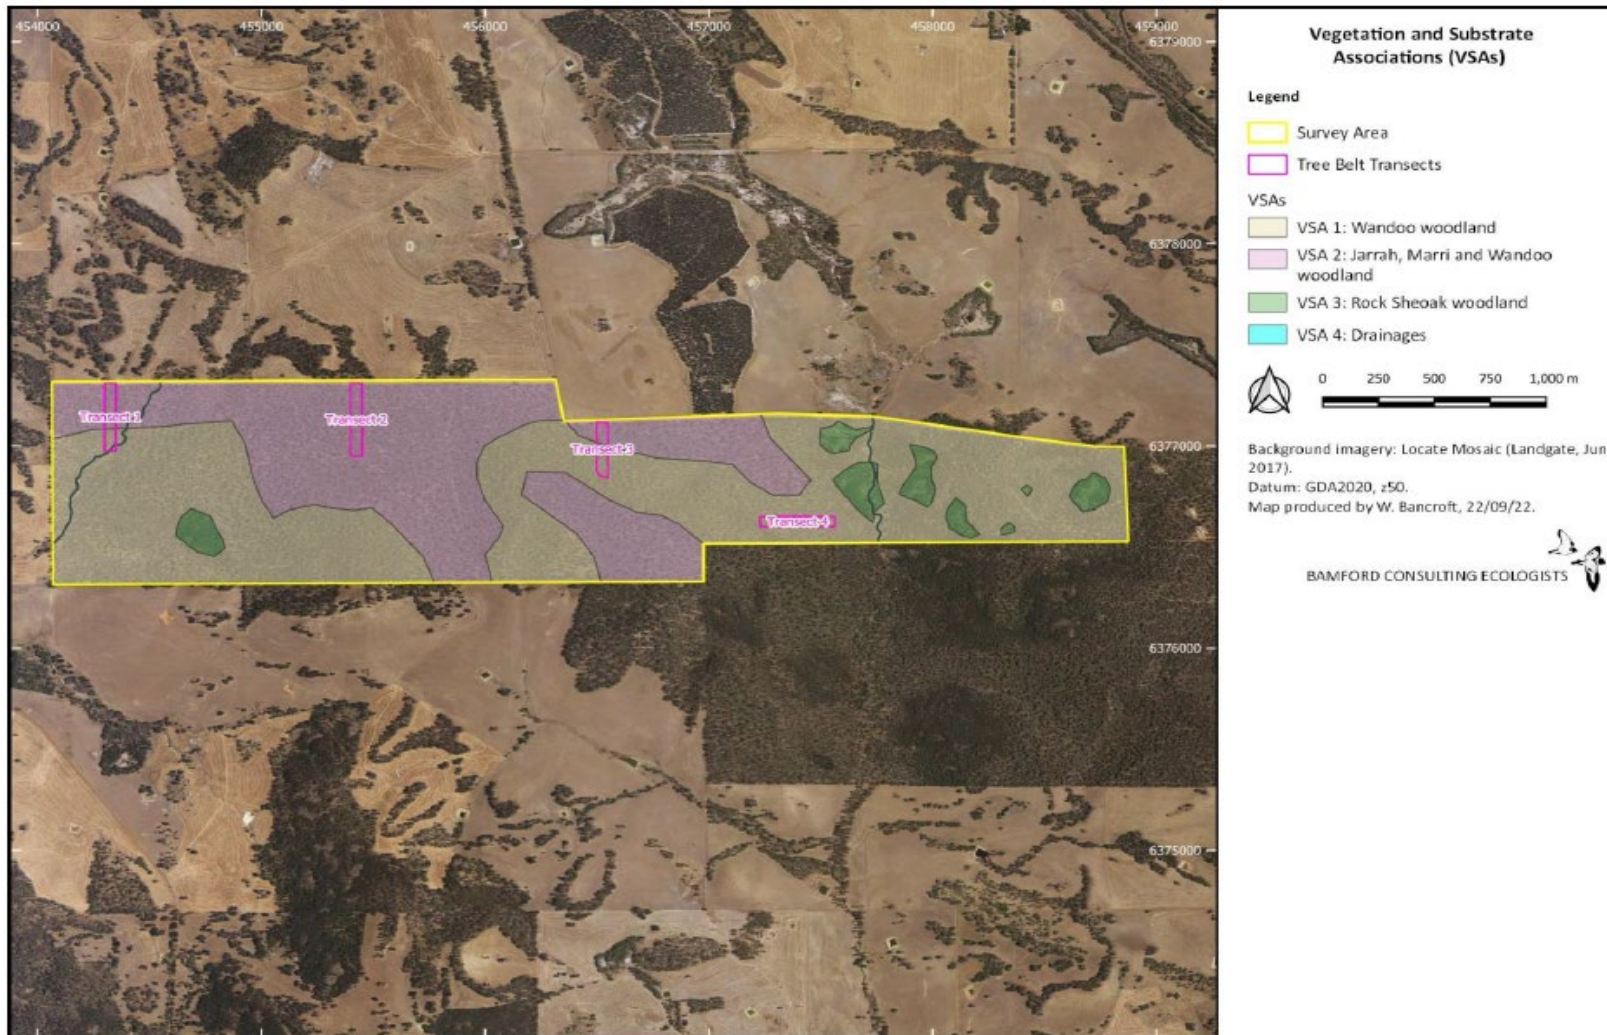 454000
455000
456000
457000
458000
459000
6379000
6378000
6377000
6376000
6375000
Transect-1
Transect-2
Transect-3
Transect-4
Vegetation and Substrate
Associations (VSAs)
Legend
Survey Area
Tree Belt Transects
VSAs
VSA 1: Wandoo woodland
VSA 2: Jarrah, Marri and Wandoo
woodland
VSA 3: Rock Sheoak woodland
VSA 4: Drainages
0 250 500 750 1,000 m
Background imagery: Locate Mosaic (Landgate, Jun
2017).
Datum: GDA2020, z50.
Map produced by W. Bancroft, 22/09/22.
BAMFORD CONSULTING ECOLOGISTS